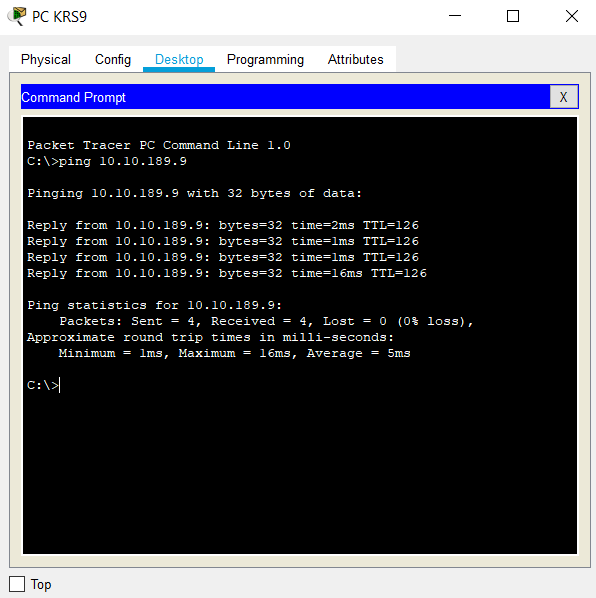 PC KRS9
Physical Config Desktop Programming Attributes
Command Prompt X
Packet Tracer PC Command Line 1.0
C:\>ping 10.10.189.9
Pinging 10.10.189.9 with 32 bytes of data:
Reply from 10.10.189.9: bytes=32 time=2ms TTL=126
Reply from 10.10.189.9: bytes=32 time=1ms TTL=126
Reply from 10.10.189.9: bytes=32 time=1ms TTL=126
Reply from 10.10.189.9: bytes=32 time=16ms TTL=126
Ping statistics for 10.10.189.9:
Packets: Sent = 4, Received = 4, Lost = 0 (0% loss),
Approximate round trip times in milli-seconds:
Minimum = 1ms, Maximum = 16ms, Average = 5ms
C:\>
Top